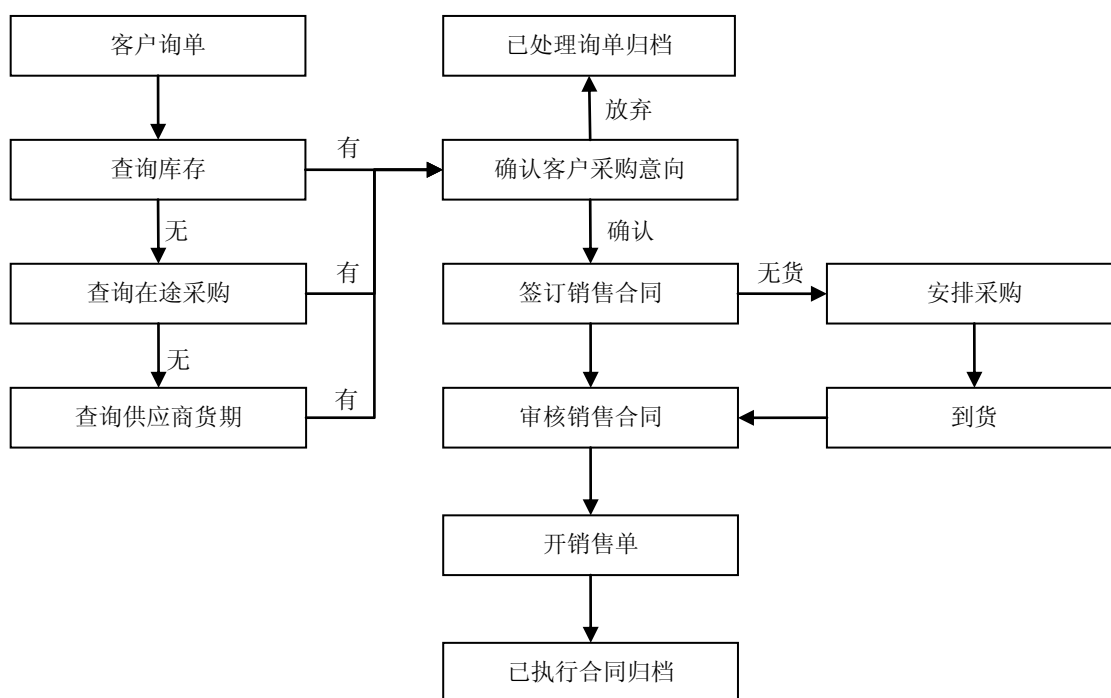 客户询单
已处理询单归档
放弃
查询库存
有
确认客户采购意向
无
确认
查询在途采购
有
签订销售合同
无货
安排采购
无
查询供应商货期
有
审核销售合同
到货
开销售单
已执行合同归档